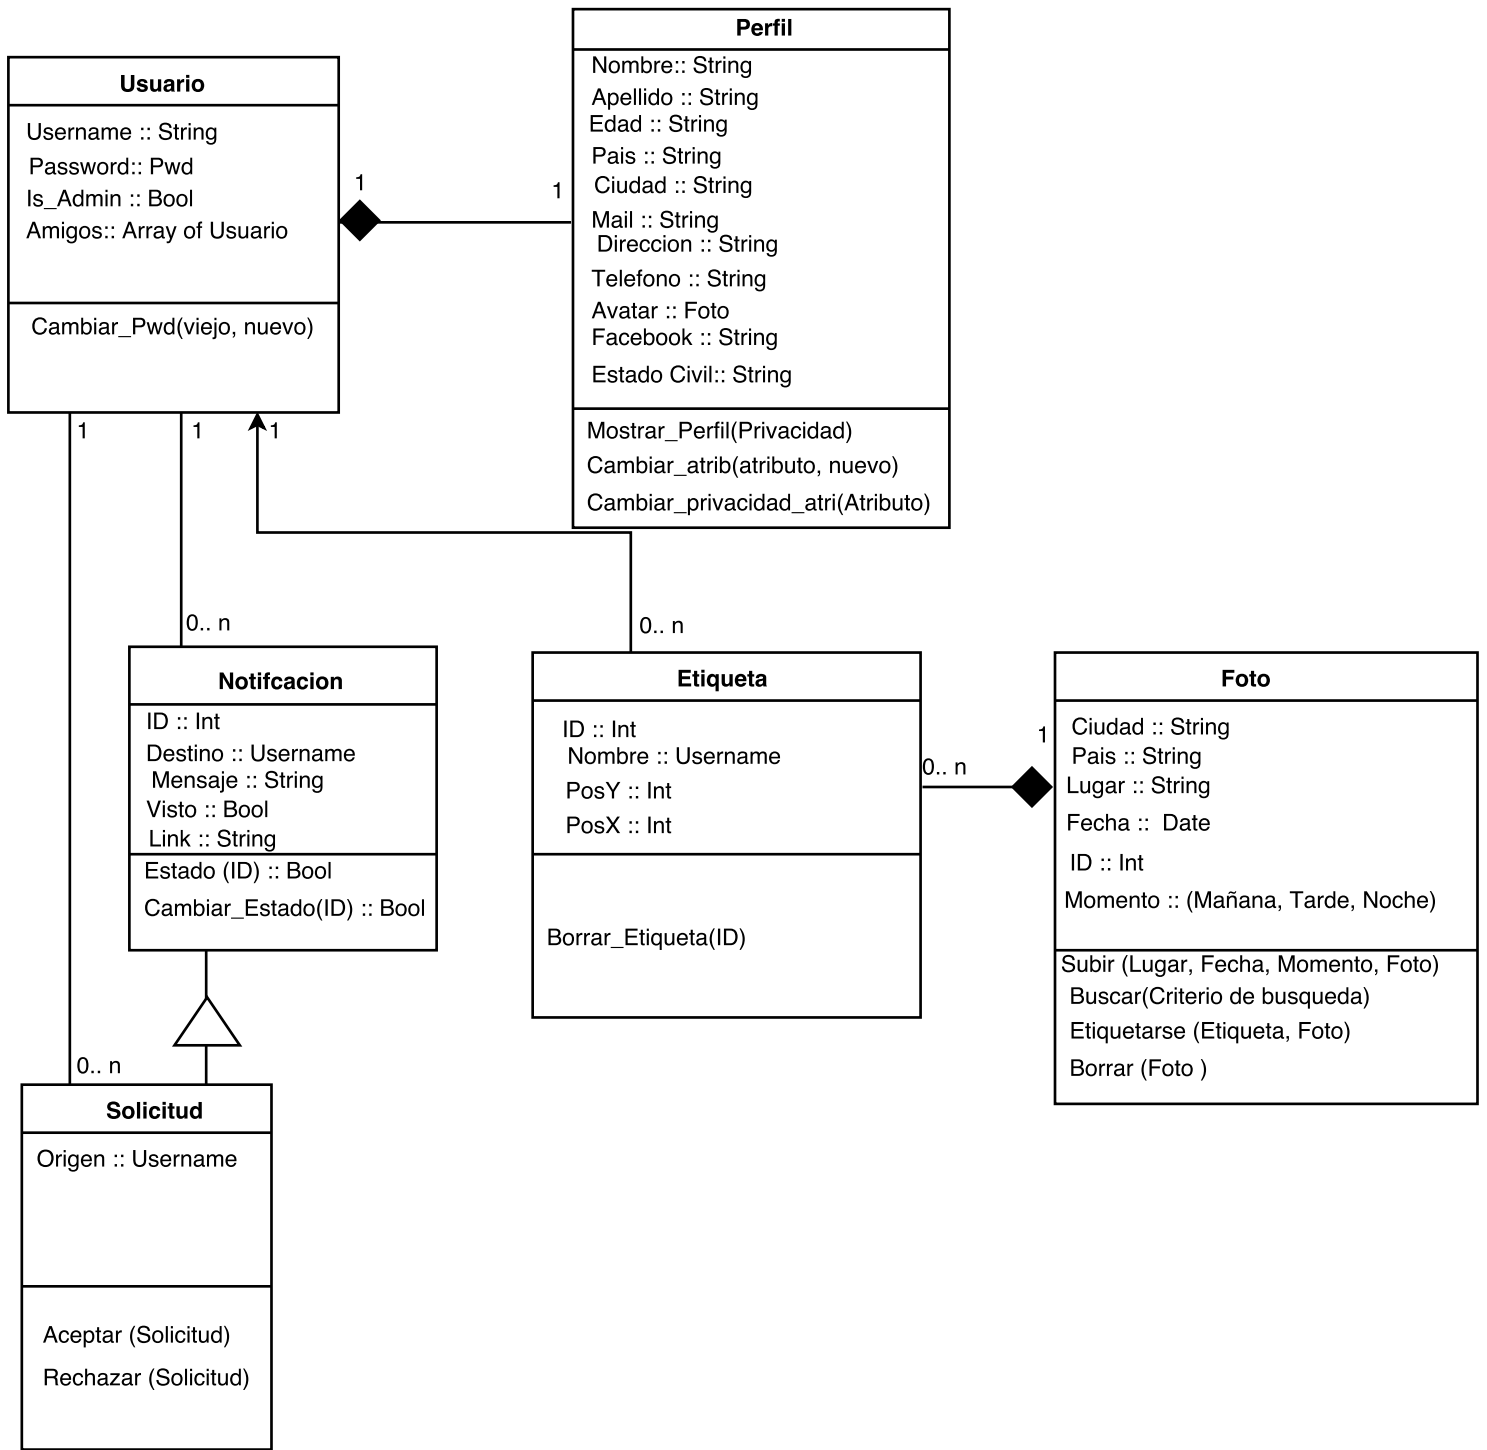 Perfil
Nombre:: String
Apellido :: String
Edad :: String
Pais :: String
Ciudad :: String
Mail :: String
Direccion :: String
Telefono :: String
Avatar :: Foto
Facebook :: String
Estado Civil:: String
Mostrar_Perfil(Privacidad)
Cambiar_atrib(atributo, nuevo)
Cambiar_privacidad_atri(Atributo)
Usuario
Username :: String
Password:: Pwd
Is_Admin :: Bool
Amigos:: Array of Usuario
Cambiar_Pwd(viejo, nuevo)
1
1
1
1
1
0.. n
0.. n
Notifcacion
ID :: Int
Destino :: Username
Mensaje :: String
Visto :: Bool
Link :: String
Estado (ID) :: Bool
Cambiar_Estado(ID) :: Bool
Etiqueta
ID :: Int
Nombre :: Username
PosY :: Int
PosX :: Int
Borrar_Etiqueta(ID)
0.. n
1
Foto
Ciudad :: String
Pais :: String
Lugar :: String
Fecha ::  Date
ID :: Int
Momento :: (Mañana, Tarde, Noche)
Subir (Lugar, Fecha, Momento, Foto)
Buscar(Criterio de busqueda)
Etiquetarse (Etiqueta, Foto)
Borrar (Foto )
0.. n
Solicitud
Origen :: Username
Aceptar (Solicitud)
Rechazar (Solicitud)